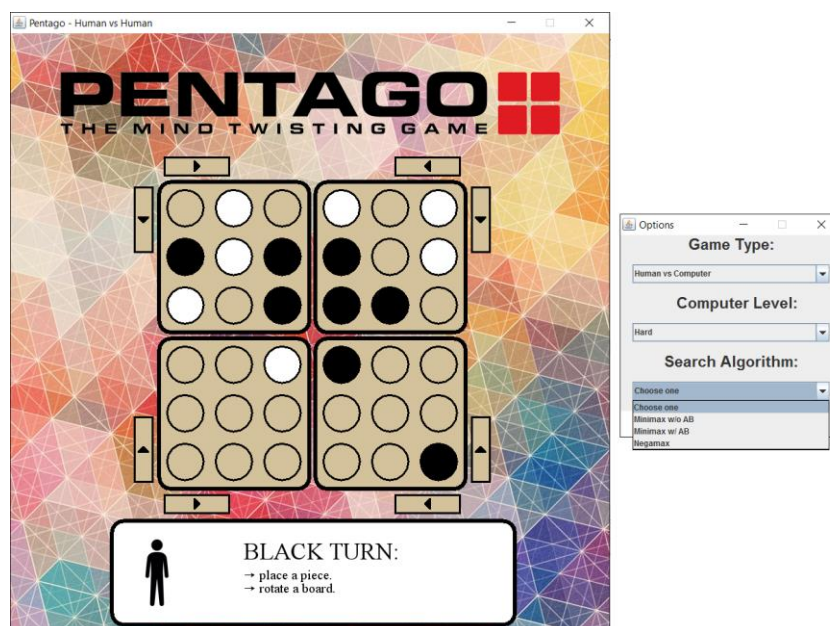 Pentago - Human vs Human
PENTAGO
THE MIND TWISTING GAME
BLACK TURN:
→ place a piece.
→ rotate a board.
Options
Game Type:
Human vs Computer
Computer Level:
Hard
Search Algorithm:
Choose one
Choose one
Minimax w/o AB
Minimax w/ AB
Negamax